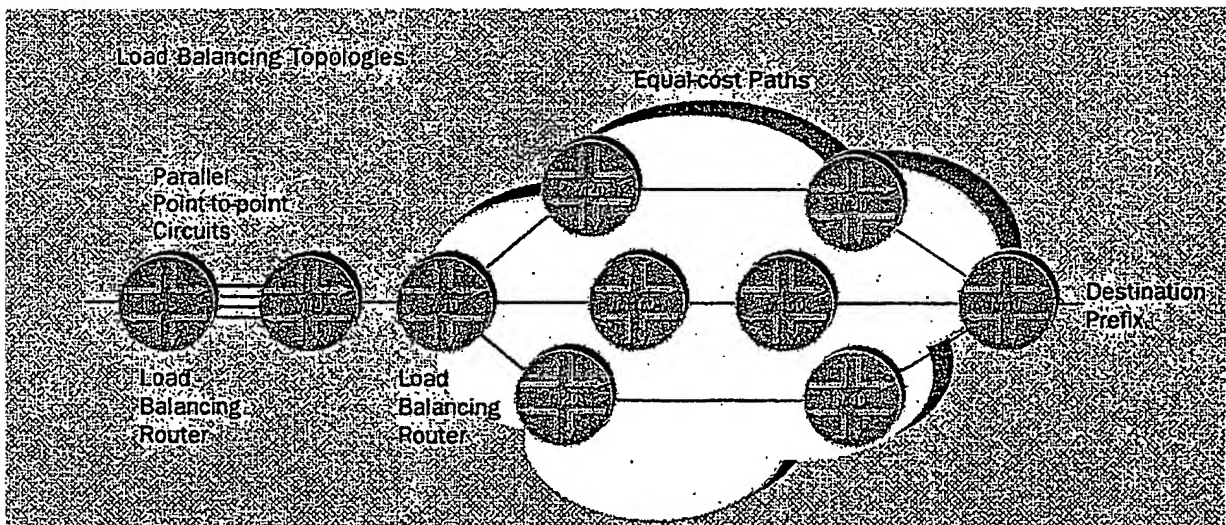 Load Balancing Topologies
Equal-cost Paths
Parallel
Point-to-point
Circuits
Destination
Prefix
Load
Balancing
Router
Load
Balancing
Router